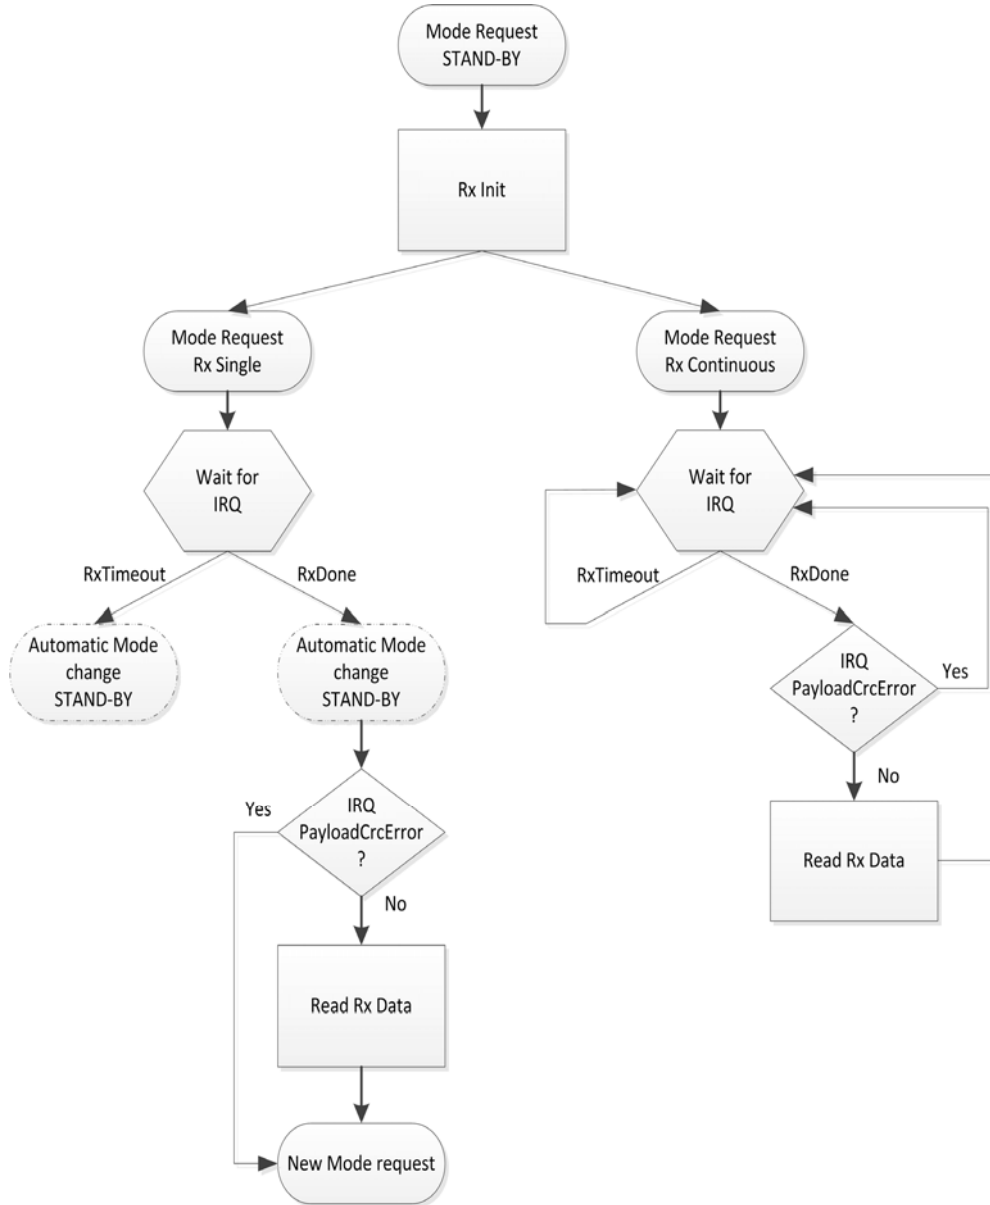 Mode Request
STAND-BY
Rx Init
Mode Request
Rx Single
Mode Request
Rx Continuous
Wait for
IRQ
Wait for
IRQ
RxTimeout
RxDone
RxTimeout
RxDone
Automatic Mode
change
STAND-BY
Automatic Mode
change
STAND-BY
IRQ
PayloadCrcError
?
Yes
No
Read Rx Data
Yes
IRQ
PayloadCrcError
?
No
Read Rx Data
New Mode request